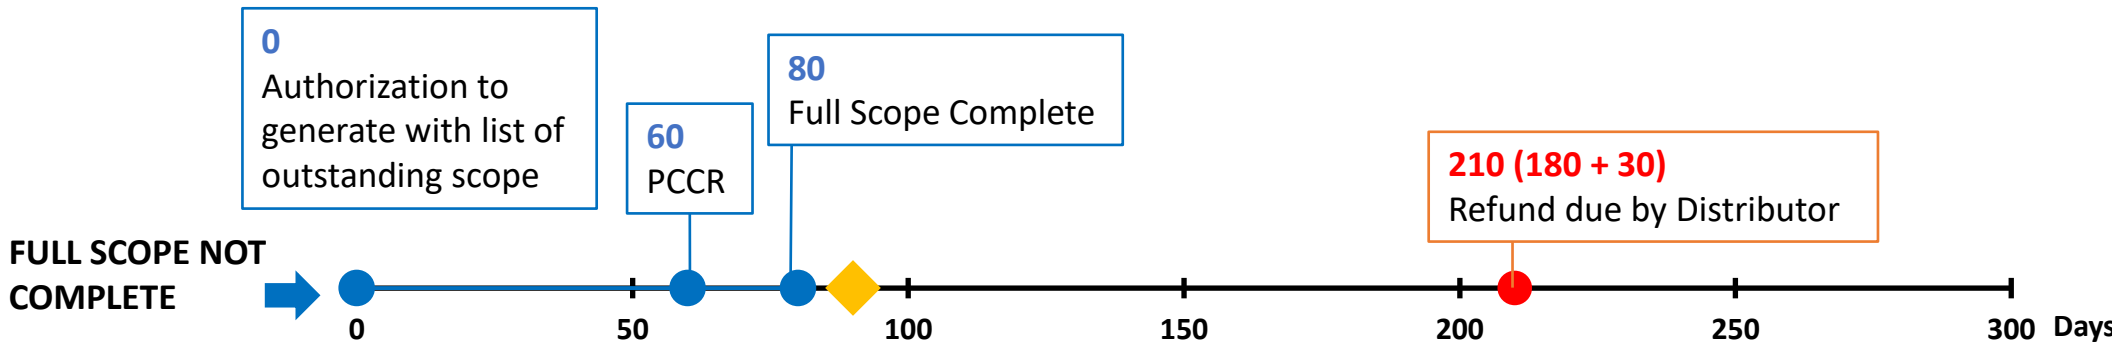 0
Authorization to
generate with list of
outstanding scope
60
PCCR
80
Full Scope Complete
210 (180 + 30)
Refund due by Distributor
FULL SCOPE NOT
COMPLETE
0 50 100 150 200 250 300 Days